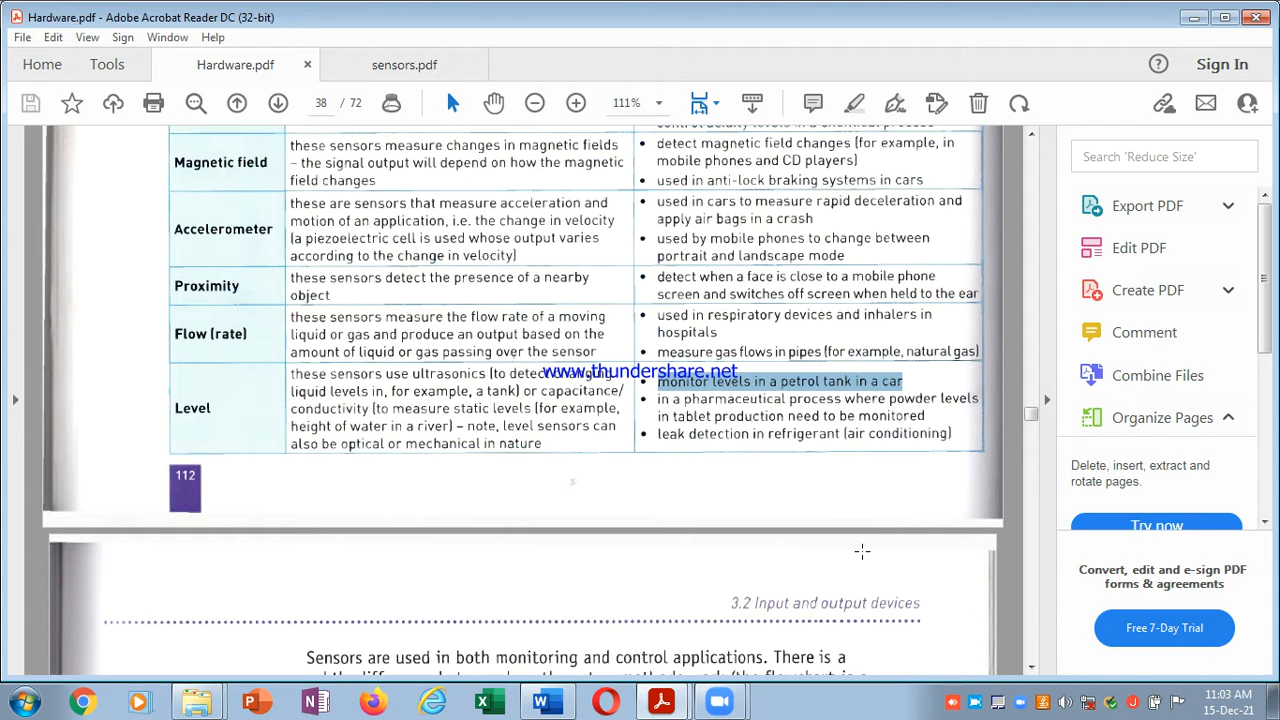 Hardware.pdf - Adobe Acrobat Reader DC (32-bit)
File Edit View Sign Window Help
Home Tools Hardware.pdf × sensors.pdf Sign In
38 / 72 111%
Magnetic field
these sensors measure changes in magnetic fields
– the signal output will depend on how the magnetic
field changes
• detect magnetic field changes (for example, in
mobile phones and CD players)
• used in anti-lock braking systems in cars
Accelerometer
these are sensors that measure acceleration and
motion of an application, i.e. the change in velocity
(a piezoelectric cell is used whose output varies
according to the change in velocity)
• used in cars to measure rapid deceleration and
apply air bags in a crash
• used by mobile phones to change between
portrait and landscape mode
Proximity
these sensors detect the presence of a nearby
object
• detect when a face is close to a mobile phone
screen and switches off screen when held to the ear
Flow (rate)
these sensors measure the flow rate of a moving
liquid or gas and produce an output based on the
amount of liquid or gas passing over the sensor
• used in respiratory devices and inhalers in
hospitals
• measure gas flows in pipes (for example, natural gas)
www.thundershare.net
Level
these sensors use ultrasonics (to detect changing
liquid levels in, for example, a tank) or capacitance/
conductivity (to measure static levels (for example,
height of water in a river) – note, level sensors can
also be optical or mechanical in nature
• monitor levels in a petrol tank in a car
• in a pharmaceutical process where powder levels
in tablet production need to be monitored
• leak detection in refrigerant (air conditioning)
112
3.2 Input and output devices
Sensors are used in both monitoring and control applications. There is a
Search 'Reduce Size'
Export PDF
Edit PDF
Create PDF
Comment
Combine Files
Organize Pages
Delete, insert, extract and
rotate pages.
Try now
Convert, edit and e-sign PDF
forms & agreements
Free 7-Day Trial
11:03 AM
15-Dec-21